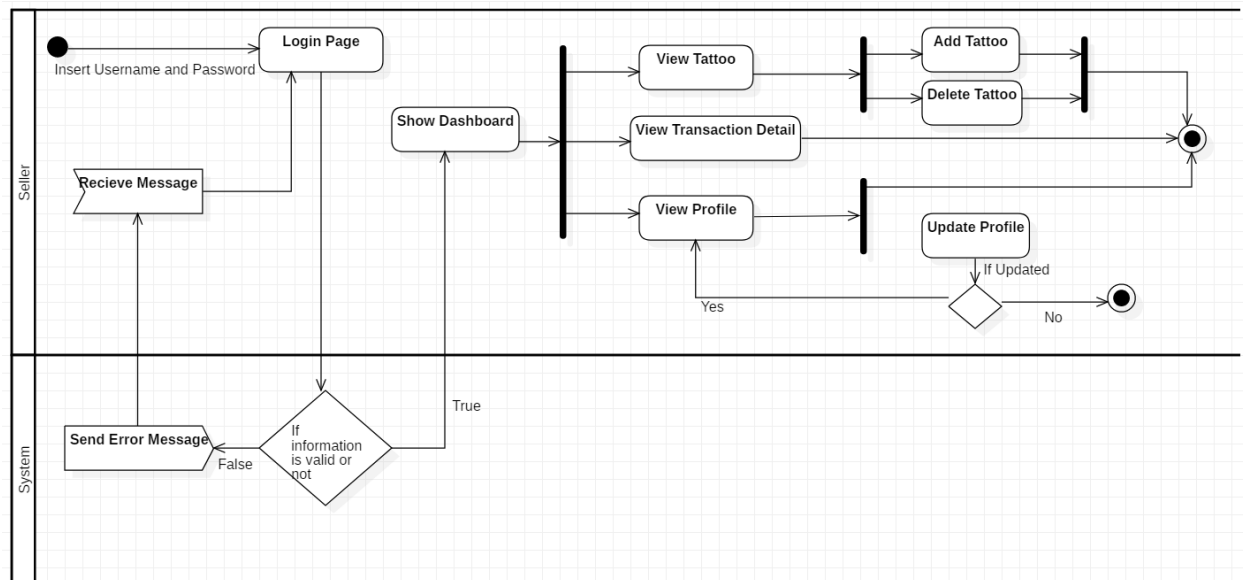 Seller
Login Page
Insert Username and Password
Show Dashboard
View Tattoo
Add Tattoo
Delete Tattoo
View Transaction Detail
Recieve Message
View Profile
Update Profile
If Updated
Yes
No
System
True
Send Error Message
False
If
information
is valid or
not